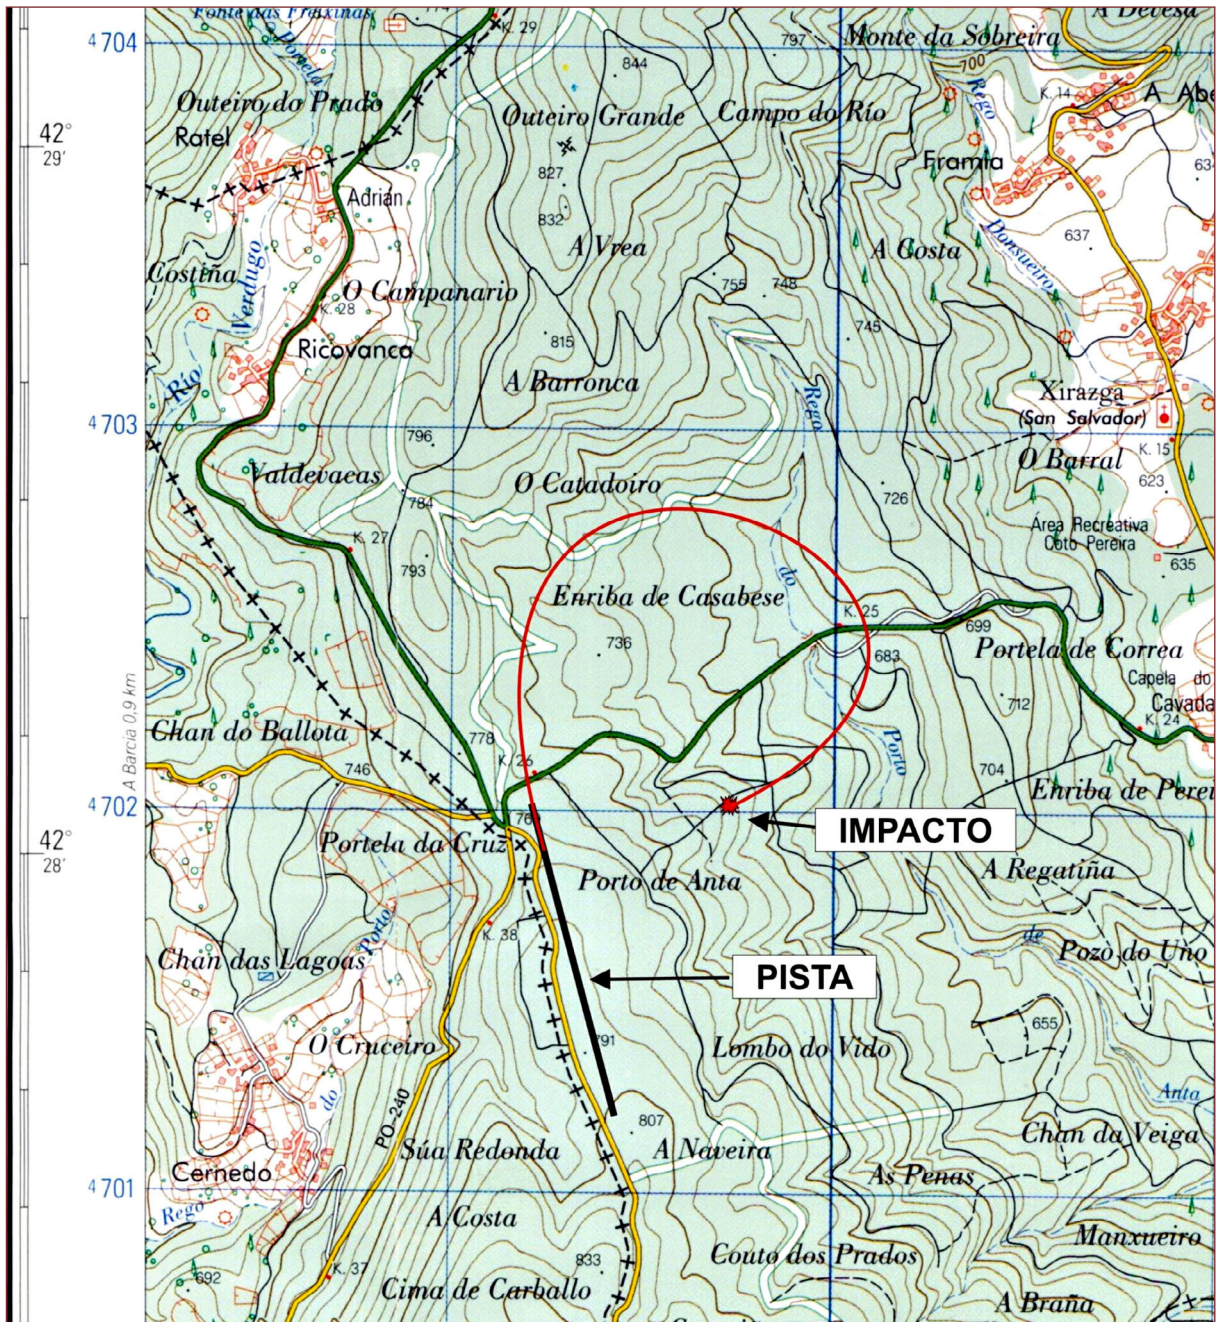 Fonte das Freixinas
774
K. 29
797
A Devesa
4704
Monte da Sobreira
844
700
Portela
Outeiro do Prado
Outeiro Grande
Campo do Río
Rego
K. 14
A Abe
42°
29'
Ratel
Framia
827
634
Adrián
832
A Vrea
A Costa
Donsueiro
637
Costiña
Verdugo
755
748
O Campanario
K. 28
745
Ricovanca
815
Río
A Barronca
Rego
Xirazga
(San Salvador)
4703
796
K. 15
Valdevacas
O Catadoiro
O Barral
784
726
623
Área Recreativa
Coto Pereira
K. 27
793
do
635
Enriba de Casabese
K. 25
736
699
683
Portela de Correa
Capela do
Cavada
712
A Barcia 0,9 km
Chan do Ballota
778
K. 24
746
K. 26
Porto
704
4702
Enriba de Perei
IMPACTO
42°
28'
Portela da Cruz
Porto de Anta
A Regatiña
Porto
K. 38
de
Pozo do Uño
Chan das Lagoas
PISTA
655
O Cruceiro
791
Lombo do Vido
do
Anta
PO-240
807
Chan da Veiga
Súa Redonda
A Naveira
Cernedo
As Penas
4701
Rego
A Costa
Manxueiro
833
Couto dos Prados
692
K. 37
Cima de Carballo
A Braña